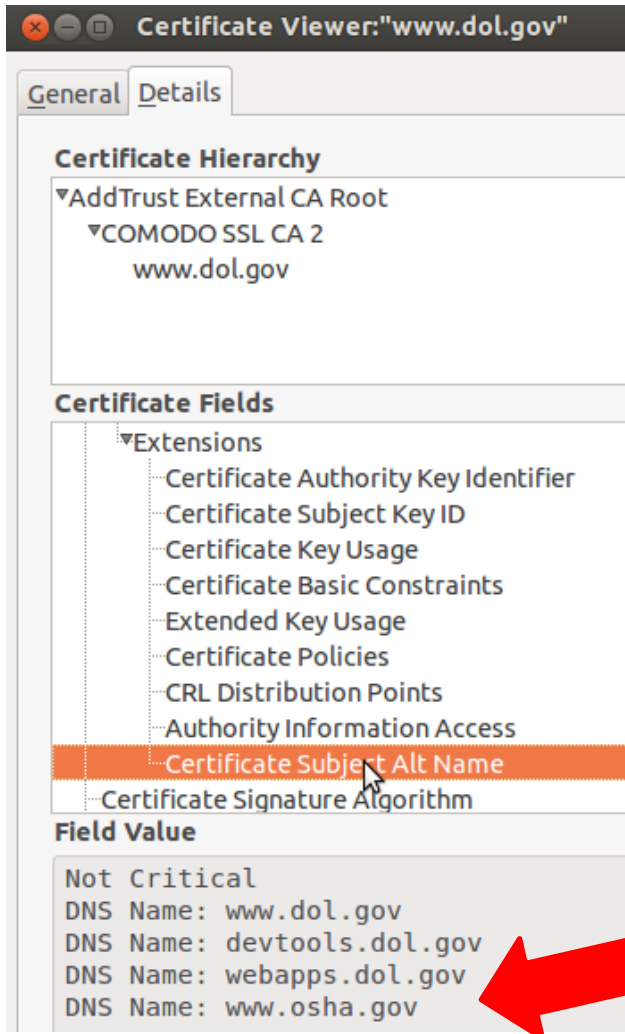 Certificate Viewer:"www.dol.gov"
General Details
Certificate Hierarchy
AddTrust External CA Root
COMODO SSL CA 2
www.dol.gov
Certificate Fields
Extensions
Certificate Authority Key Identifier
Certificate Subject Key ID
Certificate Key Usage
Certificate Basic Constraints
Extended Key Usage
Certificate Policies
CRL Distribution Points
Authority Information Access
Certificate Subject Alt Name
Certificate Signature Algorithm
Field Value
Not Critical
DNS Name: www.dol.gov
DNS Name: devtools.dol.gov
DNS Name: webapps.dol.gov
DNS Name: www.osha.gov